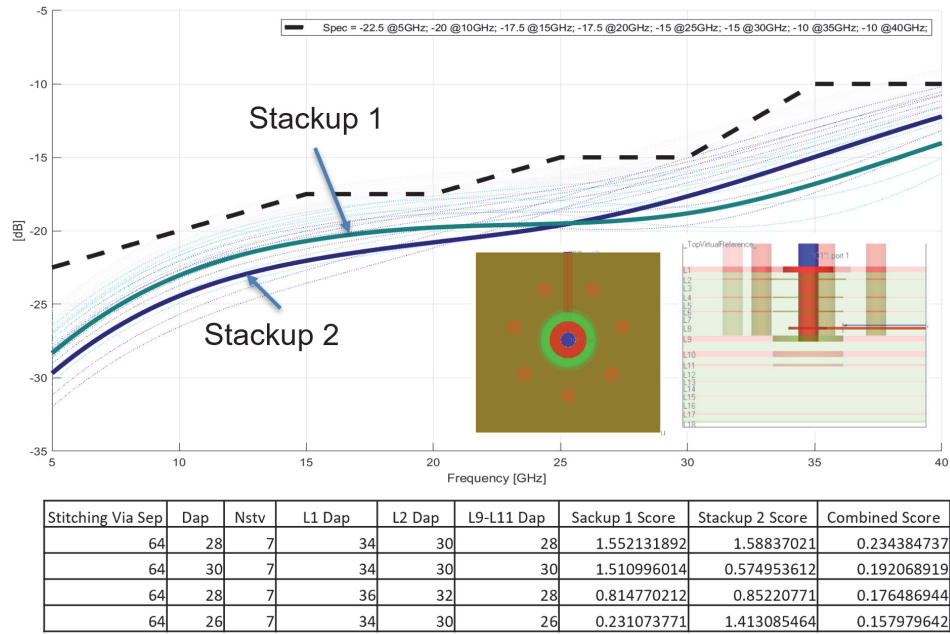 -5
Spec = -22.5 @5GHz; -20 @10GHz; -17.5 @15GHz; -17.5 @20GHz; -15 @25GHz; -15 @30GHz; -10 @35GHz; -10 @40GHz;
-10
Stackup 1
-15
[dB]
-20
-25
Stackup 2
-30
-35
_TopVirtualReference_
port 1
L1
L2
L3
L4
L5
L6
L7
L8
L9
L10
L11
L12
L13
L14
L15
L16
L17
L18
5 10 15 20 25 30 35 40
Frequency [GHz]
Stitching Via Sep Dap Nstv L1 Dap L2 Dap L9-L11 Dap Sackup 1 Score Stackup 2 Score Combined Score
64 28 7 34 30 28 1.552131892 1.58837021 0.234384737
64 30 7 34 30 30 1.510996014 0.574953612 0.192068919
64 28 7 36 32 28 0.814770212 0.85220771 0.176486944
64 26 7 34 30 26 0.231073771 1.413085464 0.157979642